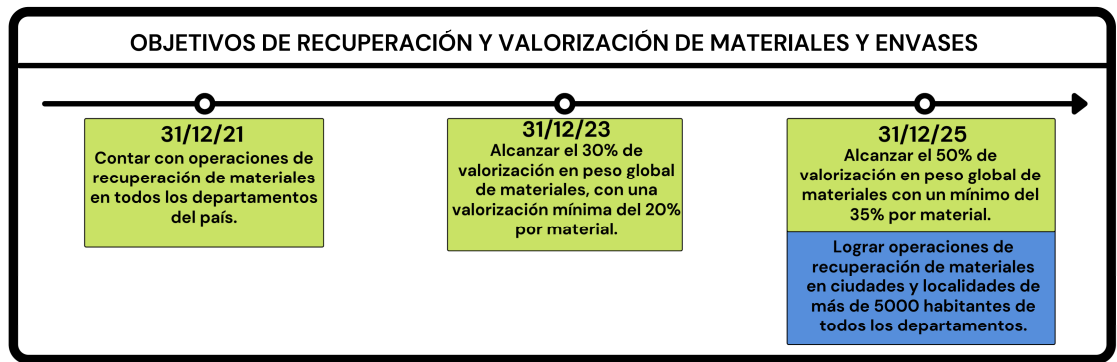 OBJETIVOS DE RECUPERACIÓN Y VALORIZACIÓN DE MATERIALES Y ENVASES
31/12/21
Contar con operaciones de
recuperación de materiales
en todos los departamentos
del país.
31/12/23
Alcanzar el 30% de
valorización en peso global
de materiales, con una
valorización mínima del 20%
por material.
31/12/25
Alcanzar el 50% de
valorización en peso global de
materiales con un mínimo del
35% por material.
Lograr operaciones de
recuperación de materiales
en ciudades y localidades de
más de 5000 habitantes de
todos los departamentos.